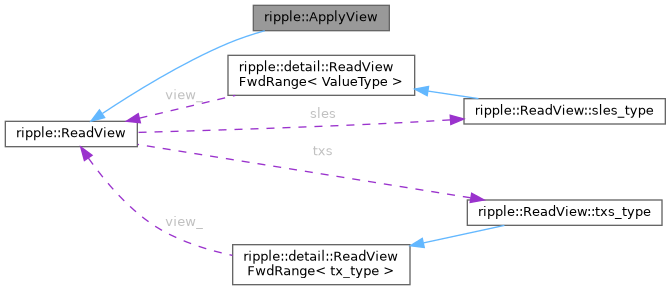 ripple::ApplyView
ripple::detail::ReadView
FwdRange< ValueType >
view_
ripple::ReadView::sles_type
sles
ripple::ReadView
txs
ripple::ReadView::txs_type
view_
ripple::detail::ReadView
FwdRange< tx_type >